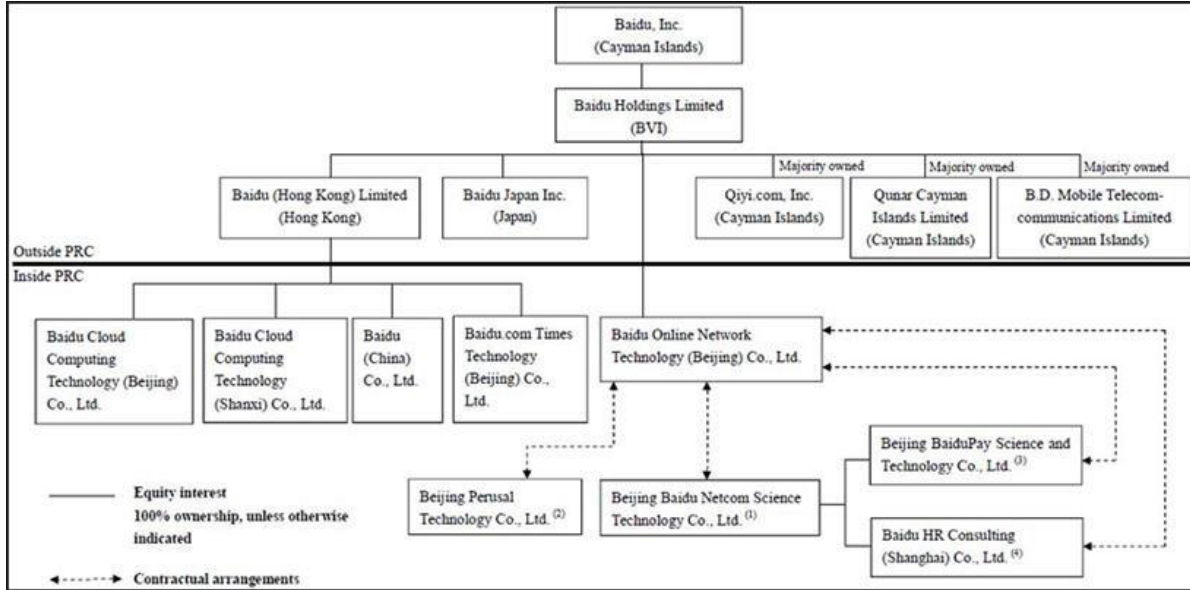 Baidu, Inc.
(Cayman Islands)
Baidu Holdings Limited
(BVI)
Majority owned
Majority owned
Majority owned
Baidu (Hong Kong) Limited
(Hong Kong)
Baidu Japan Inc.
(Japan)
Qiyi.com, Inc.
(Cayman Islands)
Qunar Cayman
Islands Limited
(Cayman Islands)
B.D. Mobile Telecom-
communications Limited
(Cayman Islands)
Outside PRC
Inside PRC
Baidu Cloud
Computing
Technology (Beijing)
Co., Ltd.
Baidu Cloud
Computing
Technology
(Shanxi) Co., Ltd.
Baidu
(China)
Co., Ltd.
Baidu.com Times
Technology
(Beijing) Co.,
Ltd.
Baidu Online Network
Technology (Beijing) Co., Ltd.
Beijing BaiduPay Science and
Technology Co., Ltd. (3)
Beijing Perusal
Technology Co., Ltd. (2)
Beijing Baidu Netcom Science
Technology Co., Ltd. (1)
Baidu HR Consulting
(Shanghai) Co., Ltd. (4)
Equity interest
100% ownership, unless otherwise
indicated
Contractual arrangements